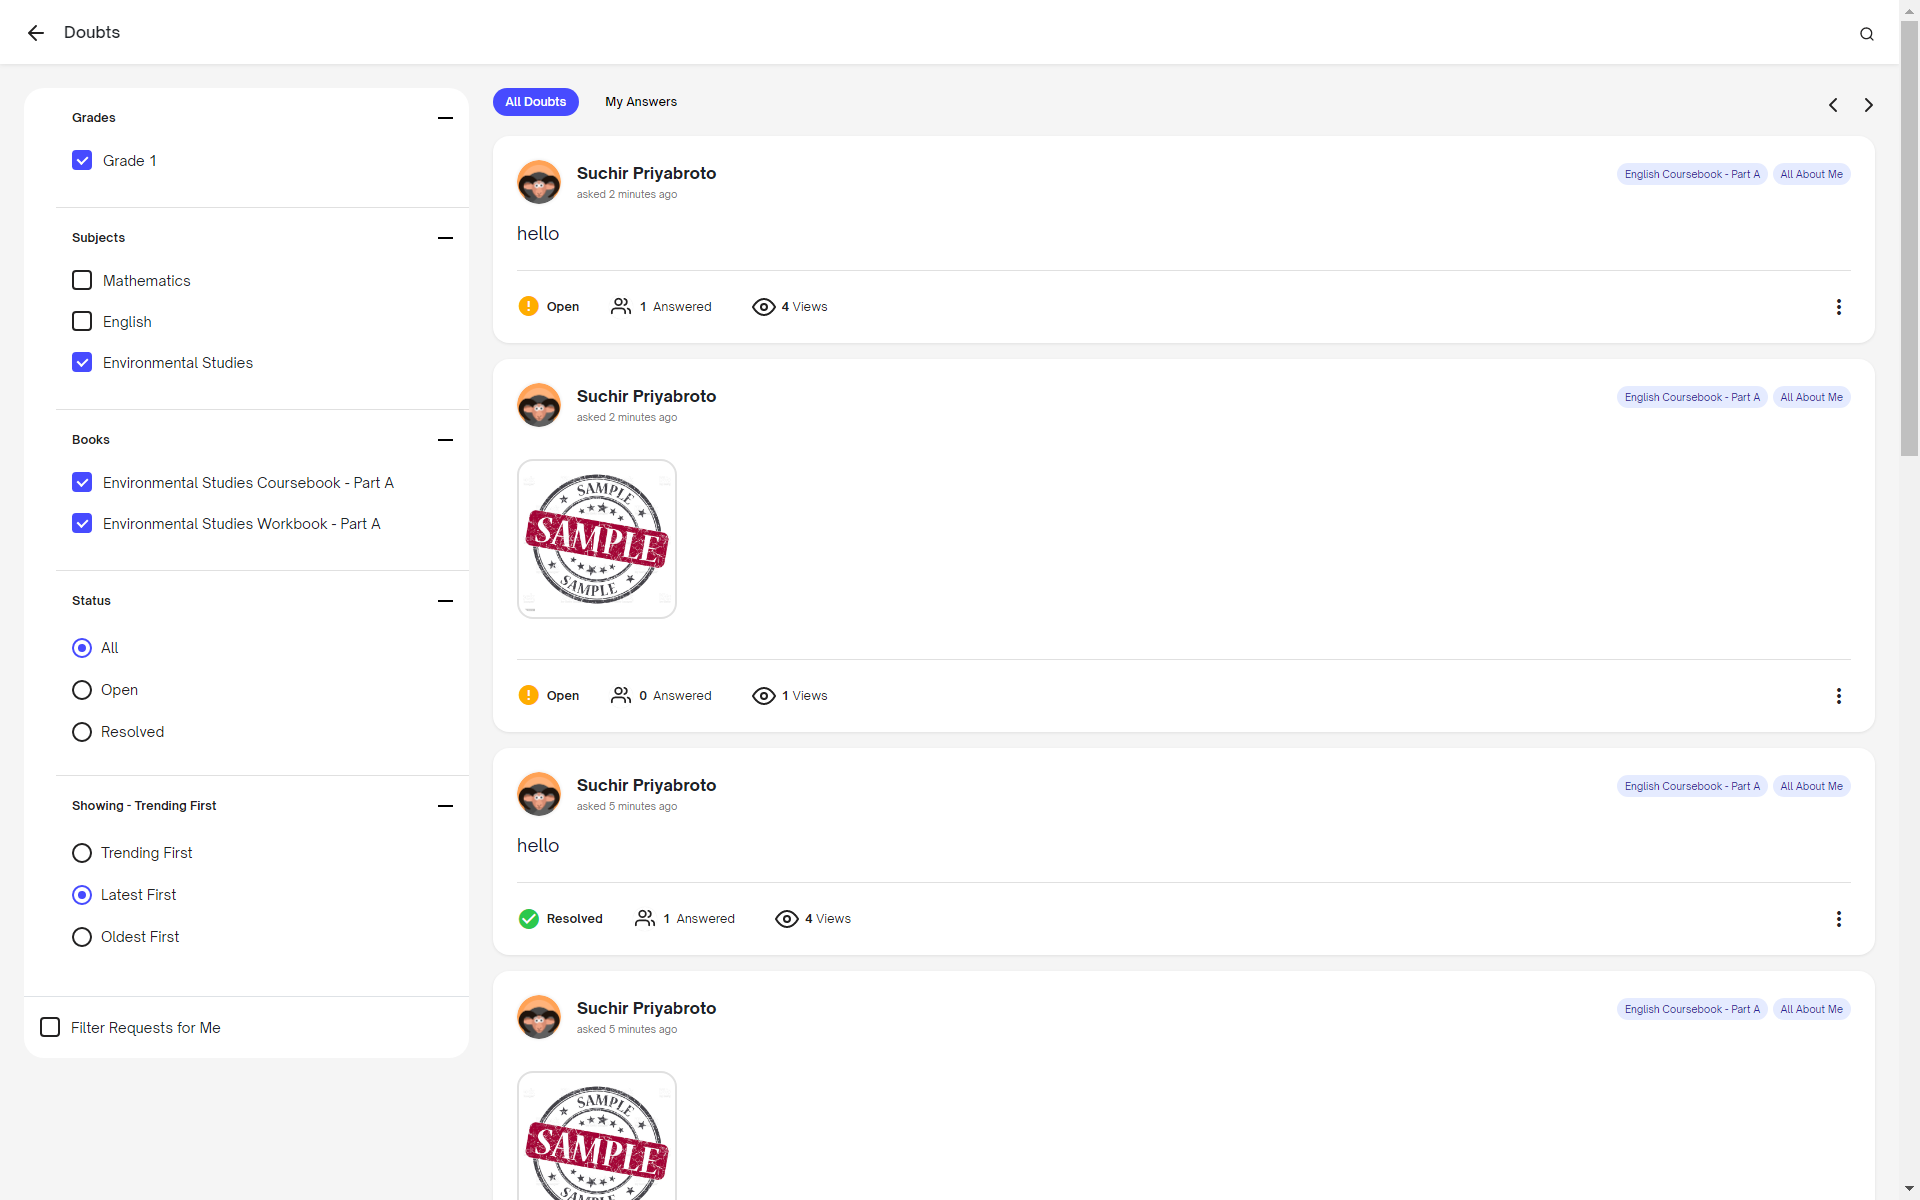 Doubts
Grades
Grade 1
Subjects
Mathematics
English
Environmental Studies
Books
Environmental Studies Coursebook - Part A
Environmental Studies Workbook - Part A
Status
All
Open
Resolved
Showing - Trending First
Trending First
Latest First
Oldest First
Filter Requests for Me
All Doubts My Answers
Suchir Priyabroto
asked 2 minutes ago
English Coursebook - Part A All About Me
hello
Open 1 Answered 4 Views
Suchir Priyabroto
asked 2 minutes ago
English Coursebook - Part A All About Me
SAMPLE
SAMPLE
SAMPLE
Open 0 Answered 1 Views
Suchir Priyabroto
asked 5 minutes ago
English Coursebook - Part A All About Me
hello
Resolved 1 Answered 4 Views
Suchir Priyabroto
asked 5 minutes ago
English Coursebook - Part A All About Me
SAMPLE
SAMPLE
SAMPLE